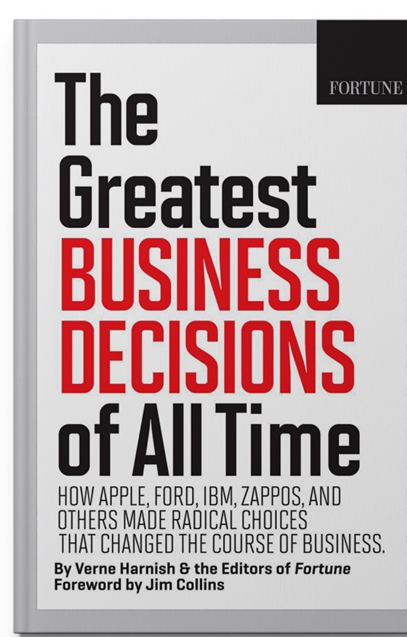 FORTUNE
The
Greatest
BUSINESS
DECISIONS
of All Time
HOW APPLE, FORD, IBM, ZAPPOS, AND
OTHERS MADE RADICAL CHOICES
THAT CHANGED THE COURSE OF BUSINESS.
By Verne Harnish & the Editors of Fortune
Foreword by Jim Collins